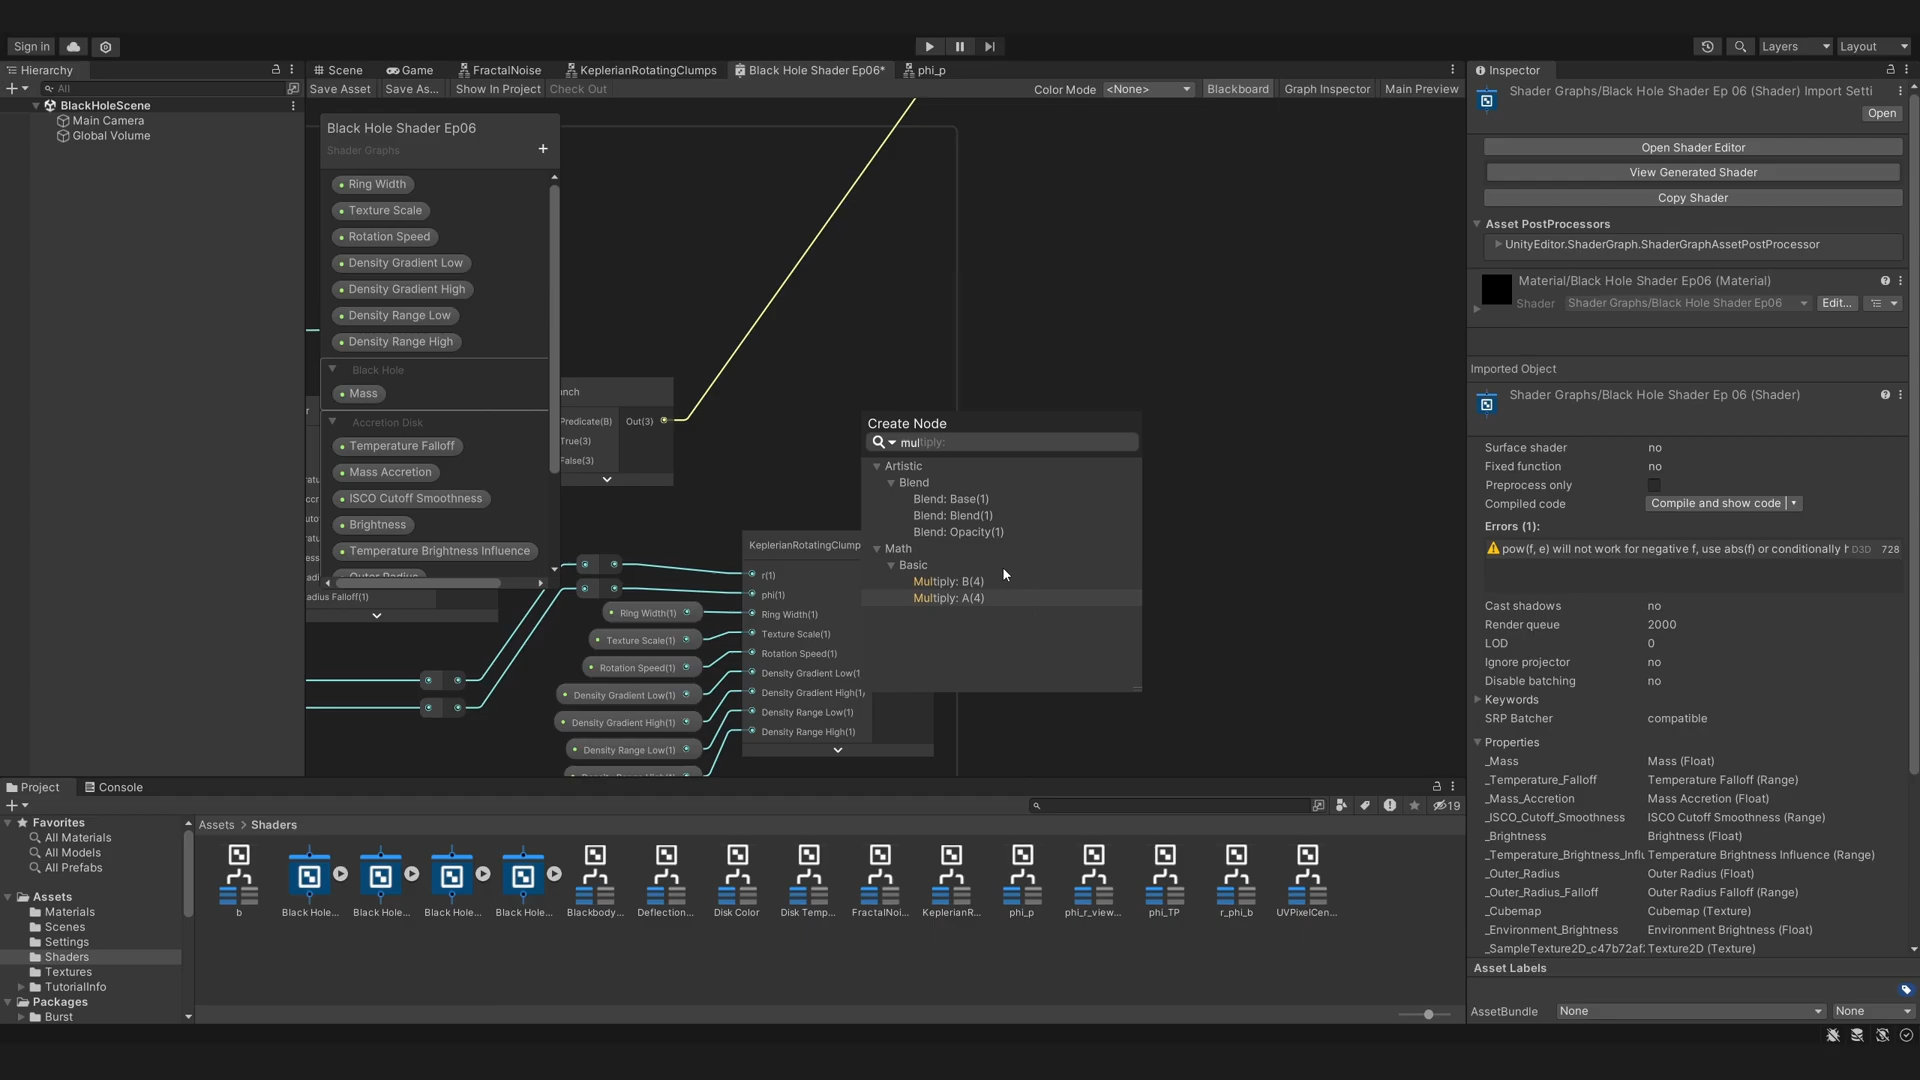 Sign in
Layers
Layout
Hierarchy
Scene
Game
FractalNoise
KeplerianRotatingClumps
Black Hole Shader Ep06*
phi_p
Inspector
All
Save Asset
Save As...
Show In Project
Check Out
Color Mode
<None>
Blackboard
Graph Inspector
Main Preview
BlackHoleScene
Main Camera
Global Volume
Black Hole Shader Ep06
Shader Graphs
Ring Width
Texture Scale
Rotation Speed
Density Gradient Low
Density Gradient High
Density Range Low
Density Range High
Black Hole
Mass
Accretion Disk
Temperature Falloff
Mass Accretion
ISCO Cutoff Smoothness
Brightness
Temperature Brightness Influence
adius Falloff(1)
nch
Predicate(B)
Out(3)
True(3)
False(3)
KeplerianRotatingClump
r(1)
phi(1)
Ring Width(1)
Ring Width(1)
Texture Scale(1)
Texture Scale(1)
Rotation Speed(1)
Rotation Speed(1)
Density Gradient Low(1)
Density Gradient Low(1
Density Gradient High(1)
Density Gradient High(1)
Density Range Low(1)
Density Range Low(1)
Density Range High(1)
Create Node
multiply:
Artistic
Blend
Blend: Base(1)
Blend: Blend(1)
Blend: Opacity(1)
Math
Basic
Multiply: B(4)
Multiply: A(4)
Shader Graphs/Black Hole Shader Ep 06 (Shader) Import Setti
Open
Open Shader Editor
View Generated Shader
Copy Shader
Asset PostProcessors
UnityEditor.ShaderGraph.ShaderGraphAssetPostProcessor
Material/Black Hole Shader Ep06 (Material)
Shader
Shader Graphs/Black Hole Shader Ep06
Edit...
Imported Object
Shader Graphs/Black Hole Shader Ep 06 (Shader)
Surface shader no
Fixed function no
Preprocess only
Compiled code Compile and show code
Errors (1):
pow(f, e) will not work for negative f, use abs(f) or conditionally h D3D 728
Cast shadows no
Render queue 2000
LOD 0
Ignore projector no
Disable batching no
Keywords
SRP Batcher compatible
Properties
_Mass Mass (Float)
_Temperature_Falloff Temperature Falloff (Range)
_Mass_Accretion Mass Accretion (Float)
_ISCO_Cutoff_Smoothness ISCO Cutoff Smoothness (Range)
_Brightness Brightness (Float)
_Temperature_Brightness_Influ Temperature Brightness Influence (Range)
_Outer_Radius Outer Radius (Float)
_Outer_Radius_Falloff Outer Radius Falloff (Range)
_Cubemap Cubemap (Texture)
_Environment_Brightness Environment Brightness (Float)
_SampleTexture2D_c47b72af Texture2D (Texture)
Asset Labels
AssetBundle None None
Project
Console
19
Favorites
All Materials
All Models
All Prefabs
Assets
Materials
Scenes
Settings
Shaders
Textures
TutorialInfo
Packages
Burst
Assets > Shaders
b
Black Hole...
Black Hole...
Black Hole...
Black Hole...
Blackbody...
Deflection...
Disk Color
Disk Temp...
FractalNoi...
KeplerianR...
phi_p
phi_r_view...
phi_TP
r_phi_b
UVPixelCen...